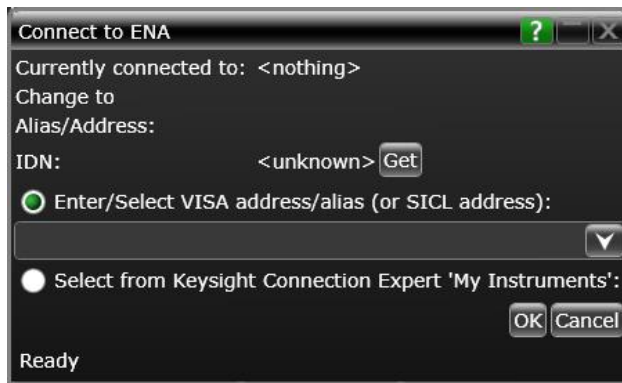 Connect to ENA
Currently connected to: <nothing>
Change to
Alias/Address:
IDN: <unknown> Get
Enter/Select VISA address/alias (or SICL address):
Select from Keysight Connection Expert 'My Instruments':
OK Cancel
Ready